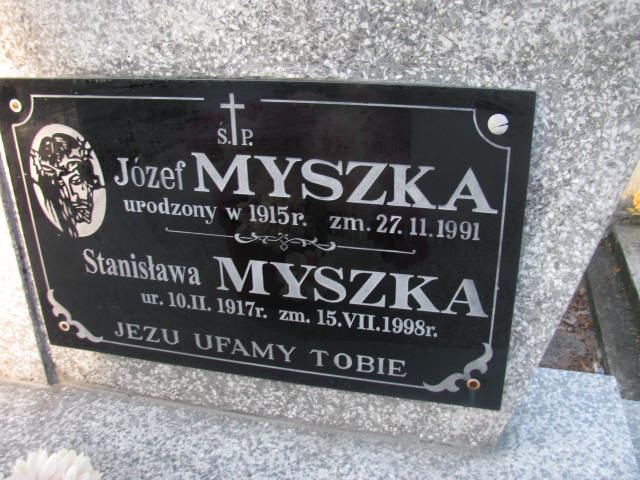 Ś. P.
Józef MYSZKA
urodzony w 1915r. zm. 27.11.1991
Stanisława MYSZKA
ur. 10.II. 1917r. zm. 15.VII.1998r.
JEZU UFAMY TOBIE